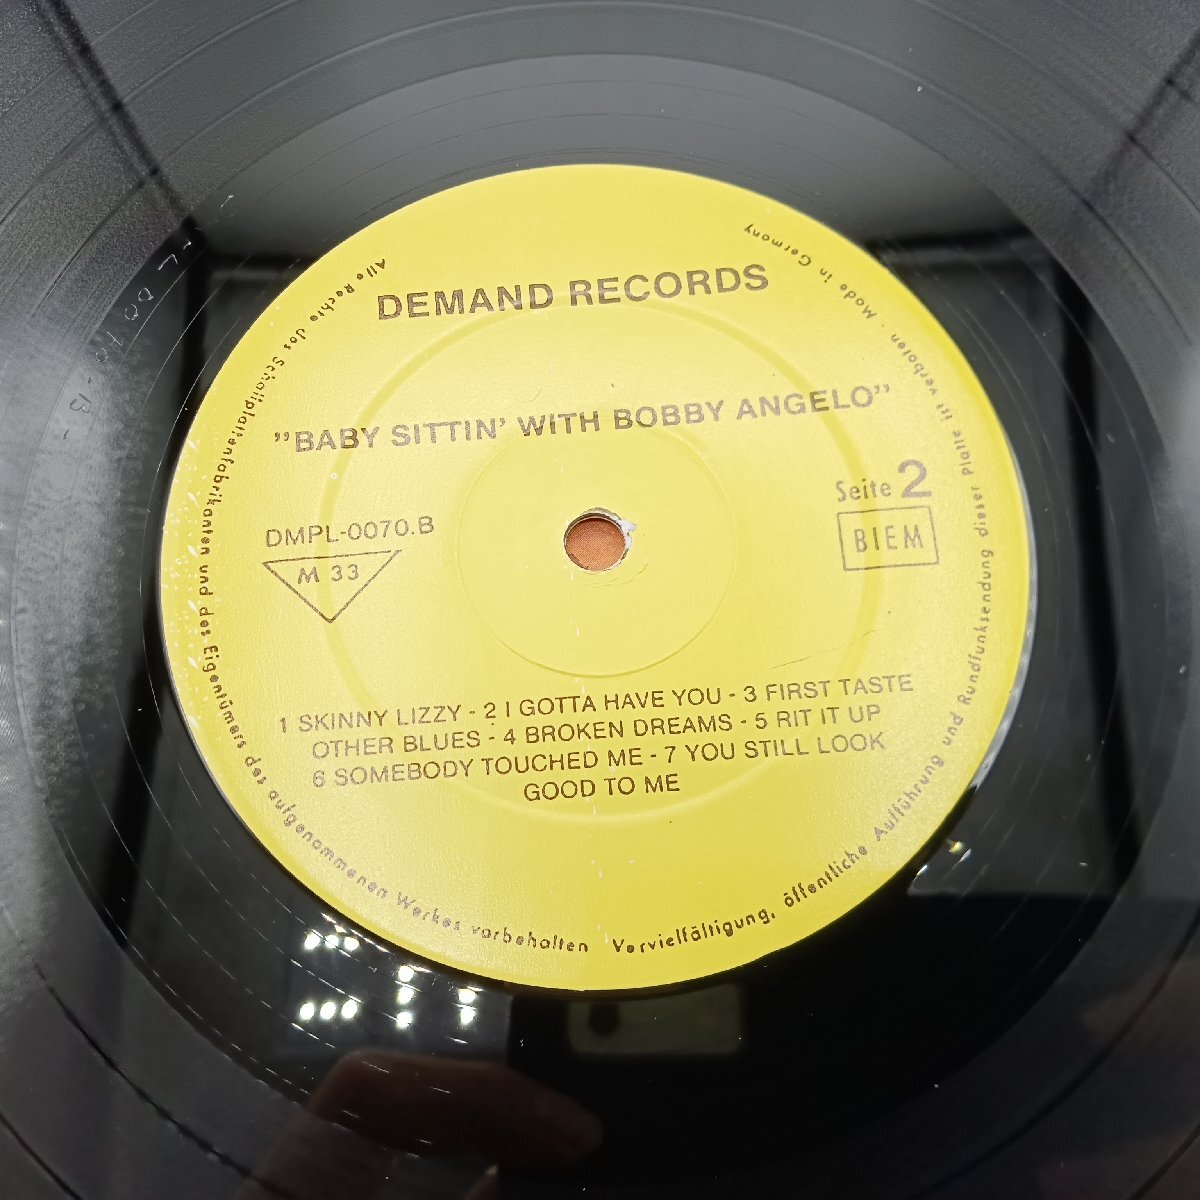 DEMAND RECORDS
"BABY SITTIN' WITH BOBBY ANGELO"
Seite 2
DMPL-0070.B
BIEM
M 33
1 SKINNY LIZZY - 2 I GOTTA HAVE YOU - 3 FIRST TASTE
OTHER BLUES - 4 BROKEN DREAMS - 5 RIT IT UP
6 SOMEBODY TOUCHED ME - 7 YOU STILL LOOK
GOOD TO ME
Alle Rechte des Schallplattenfabrikanten und des Eigentümers des aufgenommenen Werkes vorbehalten Vervielfältigung, öffentliche Aufführung und Rundfunksendung dieser Platte ist verboten · Made in Germany